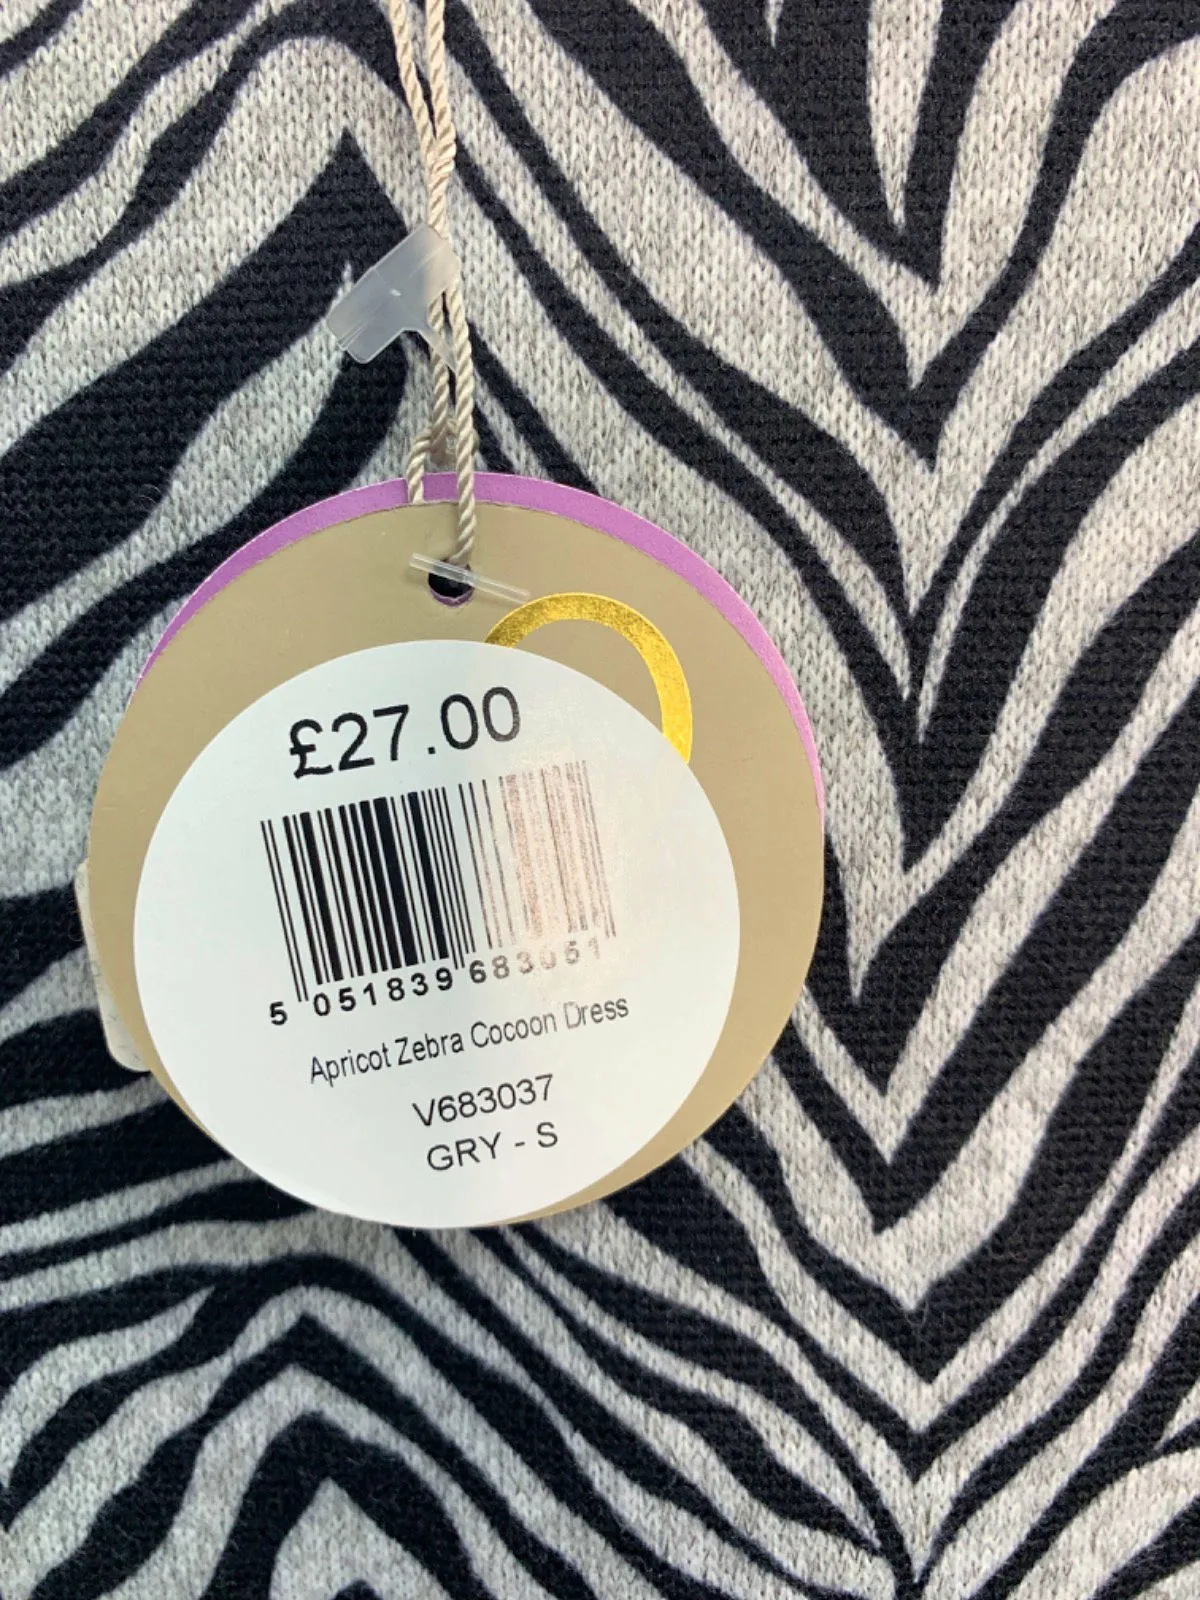 £27.00
5 051839 683051
Apricot Zebra Cocoon Dress
V683037
GRY - S